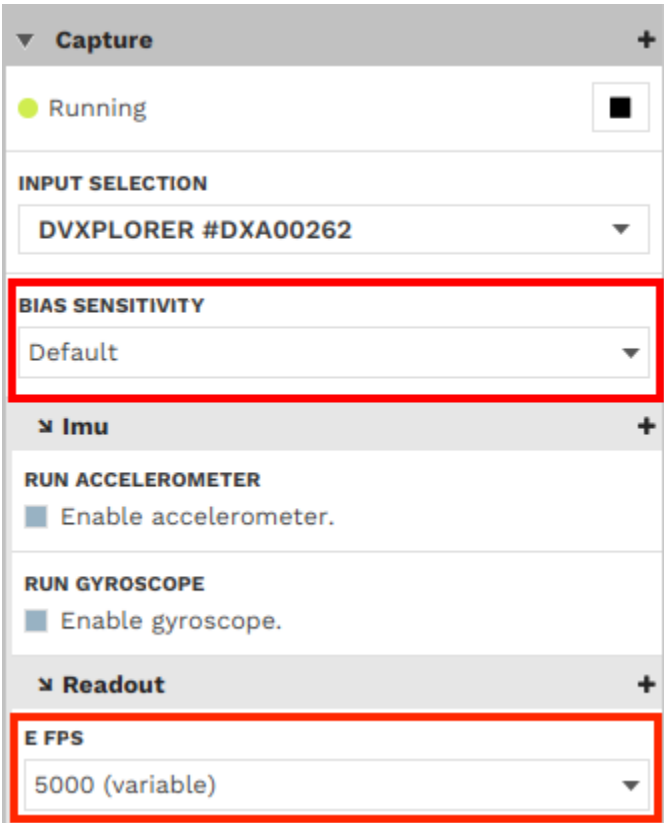 Capture +
Running
INPUT SELECTION
DVXPLORER #DXA00262
BIAS SENSITIVITY
Default
Imu +
RUN ACCELEROMETER
Enable accelerometer.
RUN GYROSCOPE
Enable gyroscope.
Readout +
E FPS
5000 (variable)